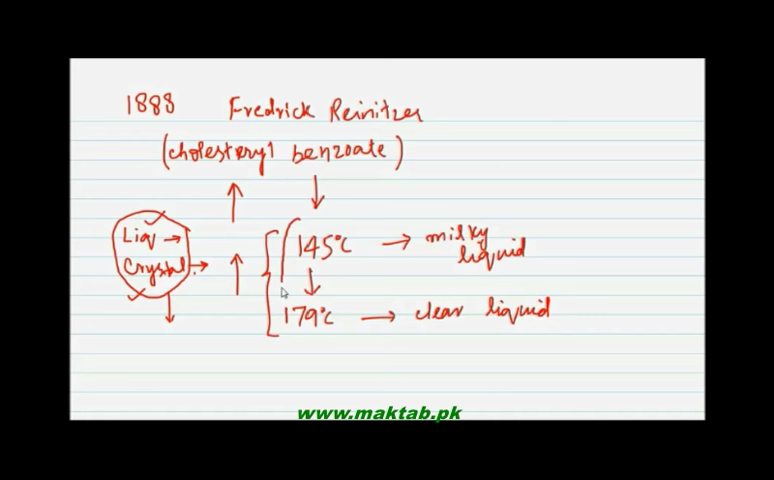 1888 Fredrick Reinitzer
(cholesteryl benzoate)
Liq → 145°C → milky liquid
Crystal. →
179°C → clear liquid
www.maktab.pk